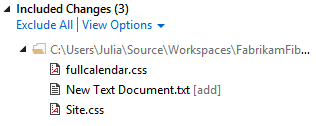 Included Changes (3)
Exclude All | View Options
C:\Users\Julia\Source\Workspaces\FabrikamFib...
fullcalendar.css
New Text Document.txt [add]
Site.css